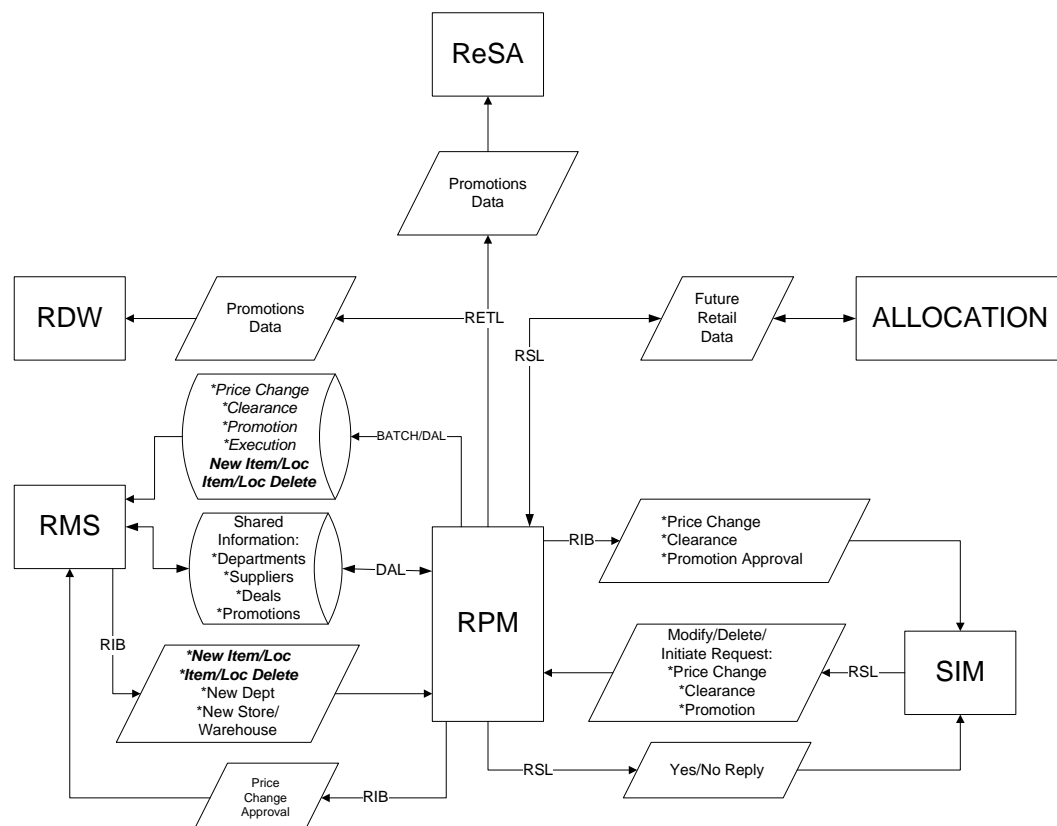 ReSA
Promotions
Data
RDW
Promotions
Data
RETL
Future
Retail
Data
ALLOCATION
RSL
*Price Change
*Clearance
*Promotion
*Execution
New Item/Loc
Item/Loc Delete
BATCH/DAL
RMS
Shared
Information:
*Departments
*Suppliers
*Deals
*Promotions
DAL
RPM
RIB
*Price Change
*Clearance
*Promotion Approval
RIB
*New Item/Loc
*Item/Loc Delete
*New Dept
*New Store/
Warehouse
Modify/Delete/
Initiate Request:
*Price Change
*Clearance
*Promotion
RSL
SIM
RSL
Yes/No Reply
Price
Change
Approval
RIB